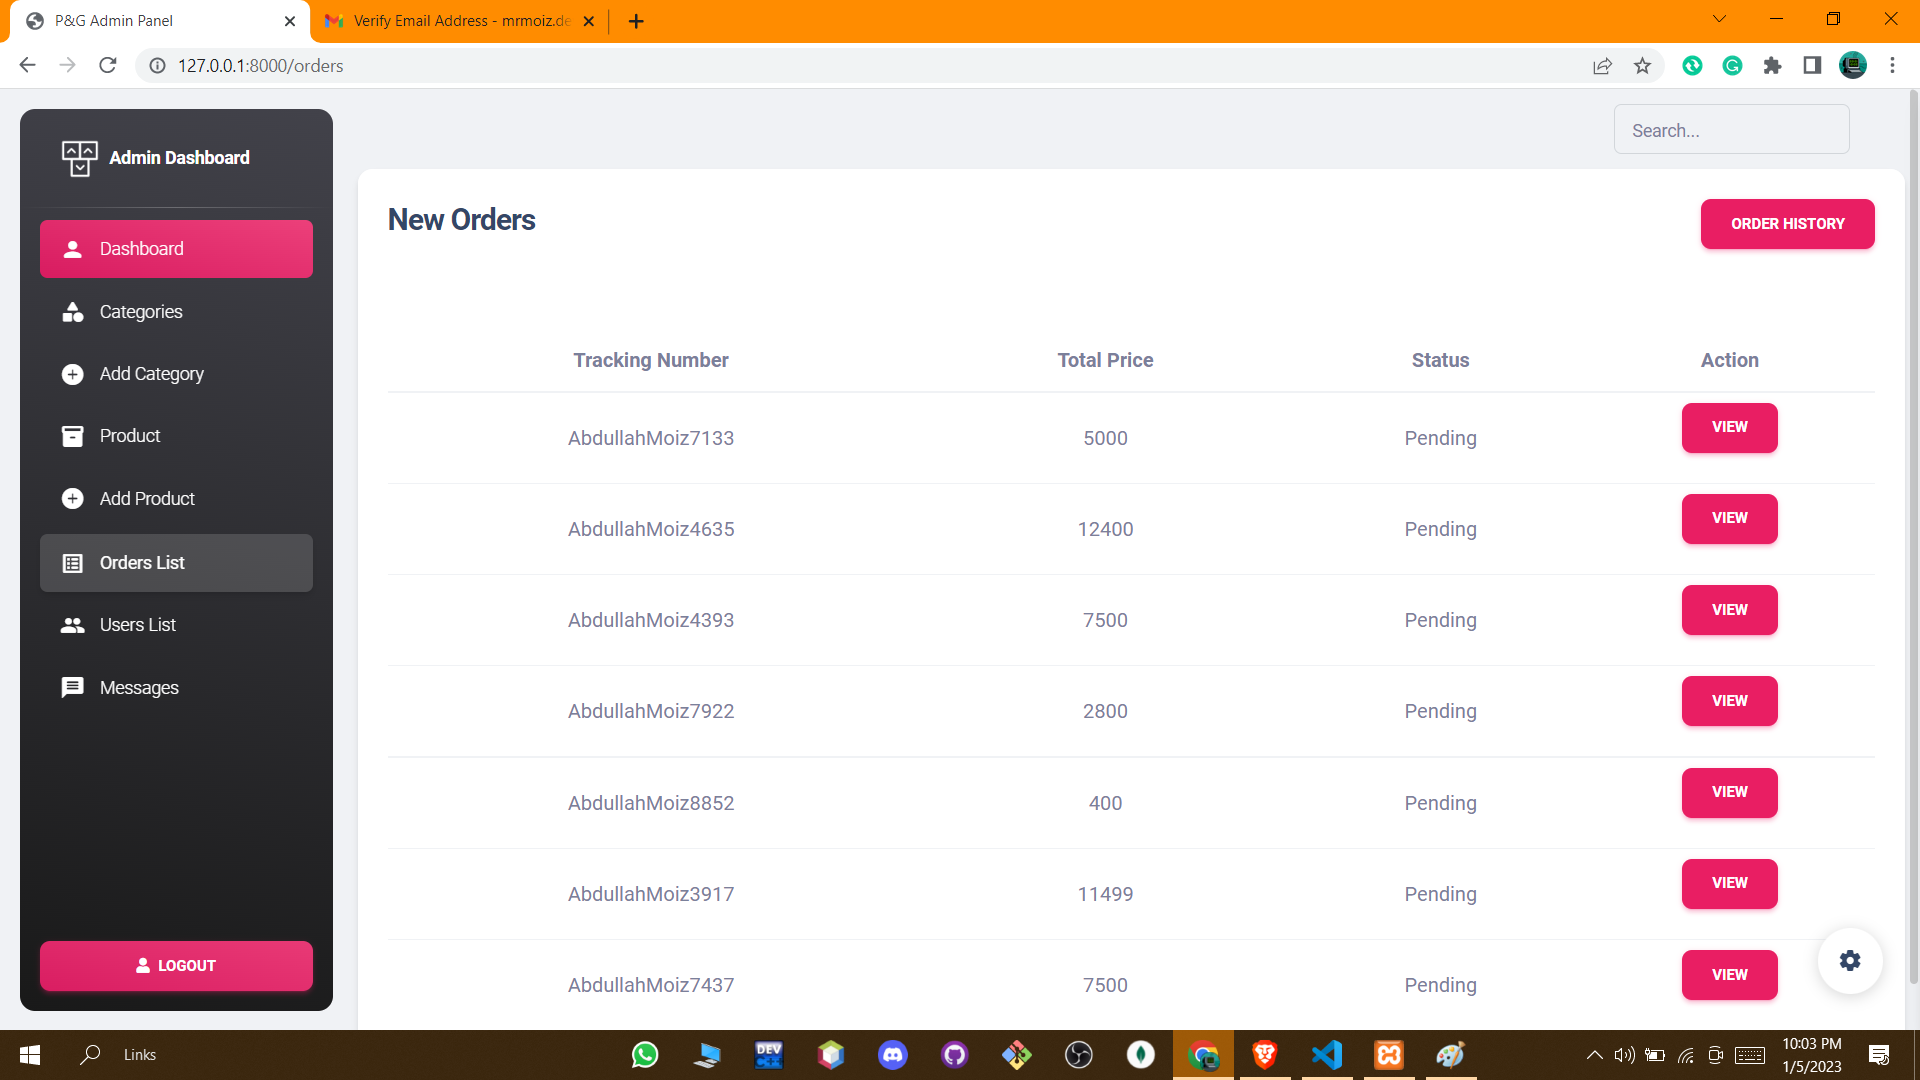 P&G Admin Panel
Verify Email Address - mrmoiz.de
127.0.0.1:8000/orders
Search...
Admin Dashboard
Dashboard
Categories
Add Category
Product
Add Product
Orders List
Users List
Messages
LOGOUT
New Orders
ORDER HISTORY
Tracking Number Total Price Status Action
AbdullahMoiz7133 5000 Pending VIEW
AbdullahMoiz4635 12400 Pending VIEW
AbdullahMoiz4393 7500 Pending VIEW
AbdullahMoiz7922 2800 Pending VIEW
AbdullahMoiz8852 400 Pending VIEW
AbdullahMoiz3917 11499 Pending VIEW
AbdullahMoiz7437 7500 Pending VIEW
Links
DEV
C++
10:03 PM
1/5/2023